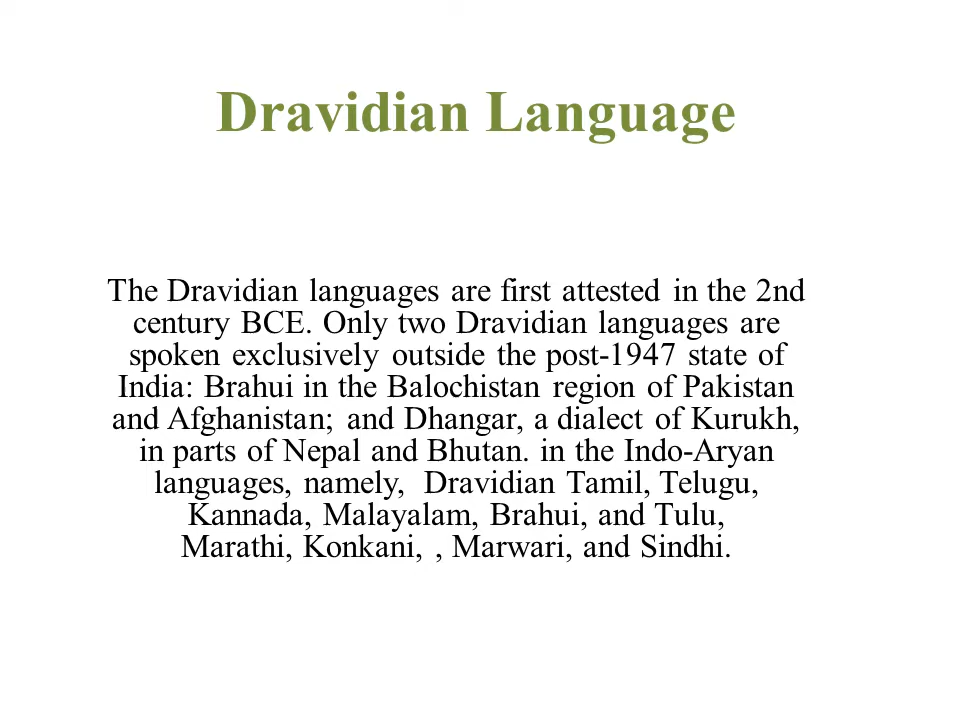 Dravidian Language
The Dravidian languages are first attested in the 2nd
century BCE. Only two Dravidian languages are
spoken exclusively outside the post-1947 state of
India: Brahui in the Balochistan region of Pakistan
and Afghanistan; and Dhangar, a dialect of Kurukh,
in parts of Nepal and Bhutan. in the Indo-Aryan
languages, namely,  Dravidian Tamil, Telugu,
Kannada, Malayalam, Brahui, and Tulu,
Marathi, Konkani, , Marwari, and Sindhi.